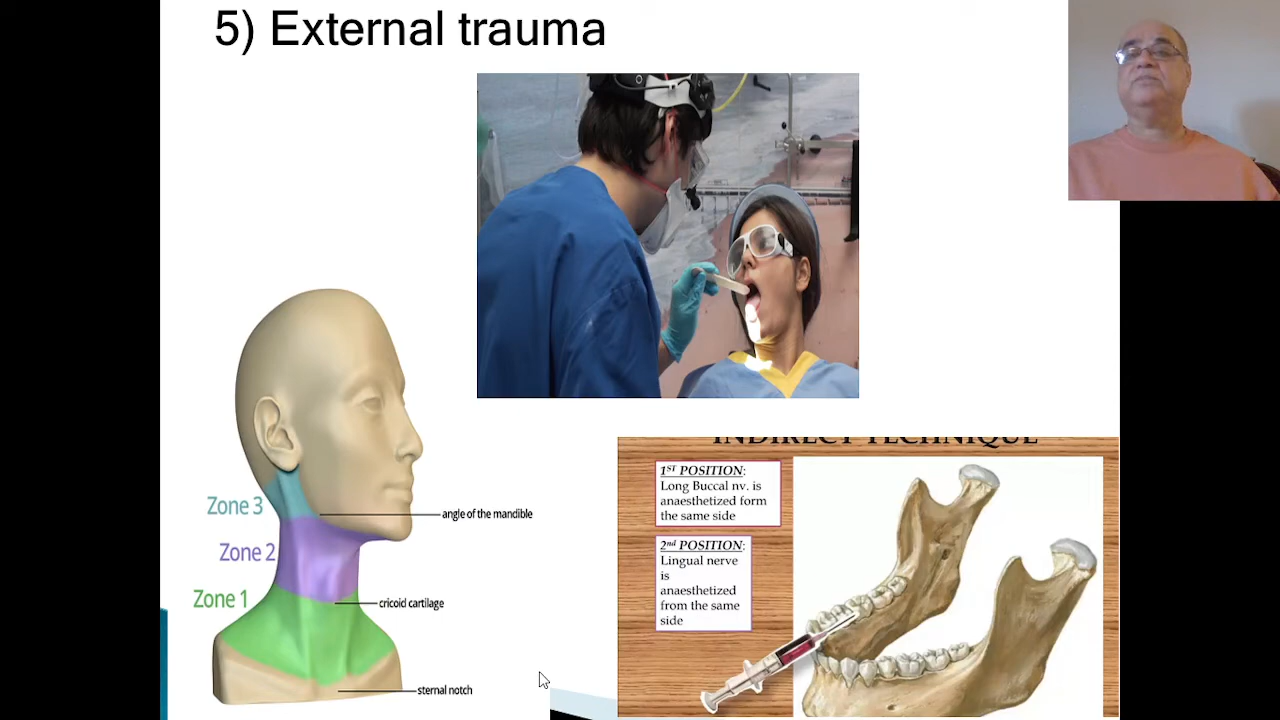 5) External trauma
Zone 3
angle of the mandible
Zone 2
Zone 1
cricoid cartilage
sternal notch
INDIRECT TECHNIQUE
1ST POSITION:
Long Buccal nv. is
anaesthetized form
the same side
2nd POSITION:
Lingual nerve
is
anaesthetized
from the same
side